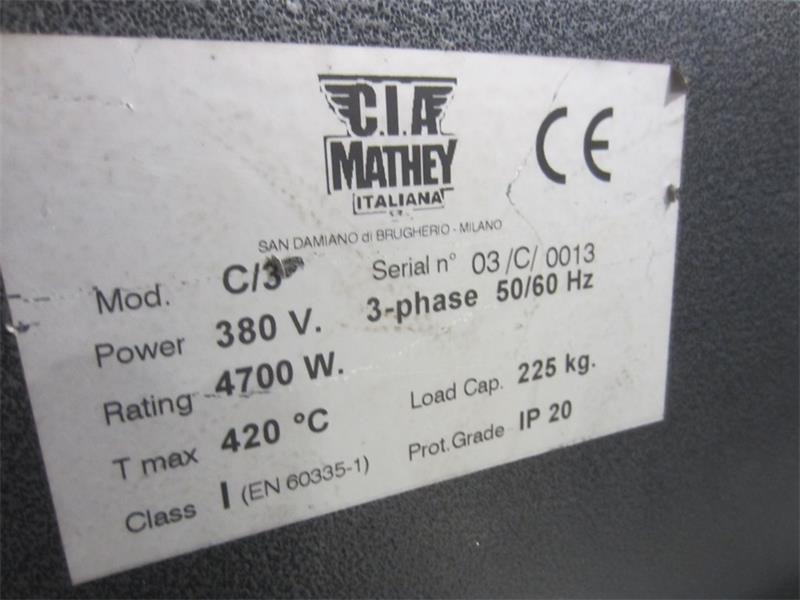 C.I.A
MATHEY
ITALIANA
CE
SAN DAMIANO di BRUGHERIO - MILANO
Mod. C/3 Serial n° 03/C/0013
Power 380 V. 3-phase 50/60 Hz
Rating 4700 W.
T max 420 °C Load Cap. 225 kg.
Class I (EN 60335-1) Prot.Grade IP 20